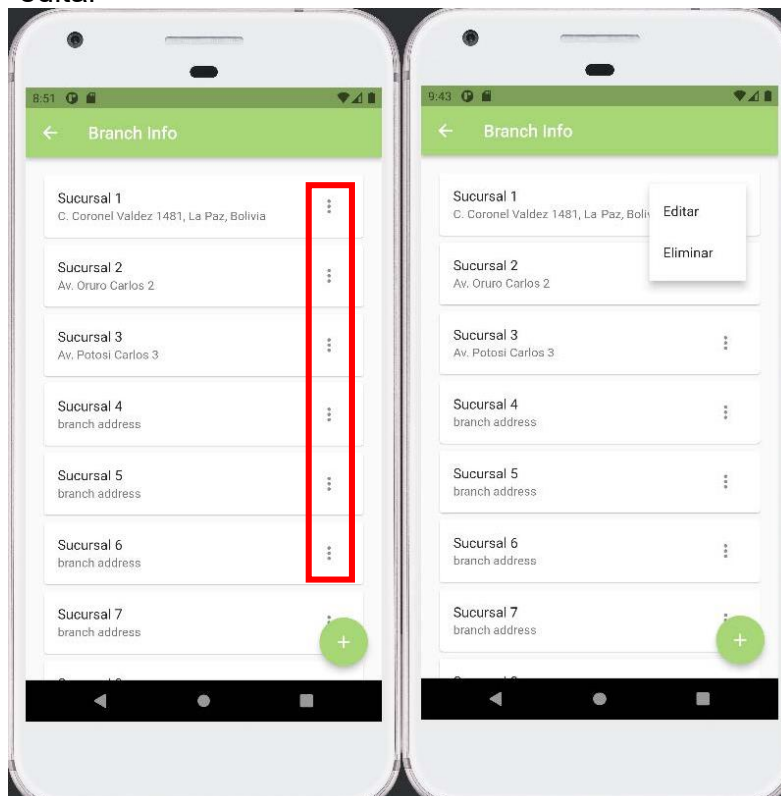 8:51
Branch Info
Sucursal 1
C. Coronel Valdez 1481, La Paz, Bolivia
Sucursal 2
Av. Oruro Carlos 2
Sucursal 3
Av. Potosi Carlos 3
Sucursal 4
branch address
Sucursal 5
branch address
Sucursal 6
branch address
Sucursal 7
branch address
+
9:43
Branch Info
Sucursal 1
C. Coronel Valdez 1481, La Paz,
Editar
Eliminar
Sucursal 2
Av. Oruro Carlos 2
Sucursal 3
Av. Potosi Carlos 3
Sucursal 4
branch address
Sucursal 5
branch address
Sucursal 6
branch address
Sucursal 7
branch address
+